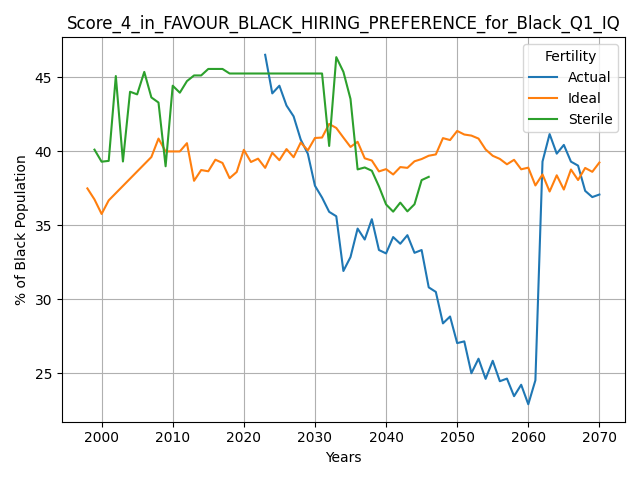 Score_4_in_FAVOUR_BLACK_HIRING_PREFERENCE_for_Black_Q1_IQ
Fertility
Actual
Ideal
Sterile
% of Black Population
45
40
35
30
25
2000 2010 2020 2030 2040 2050 2060 2070
Years